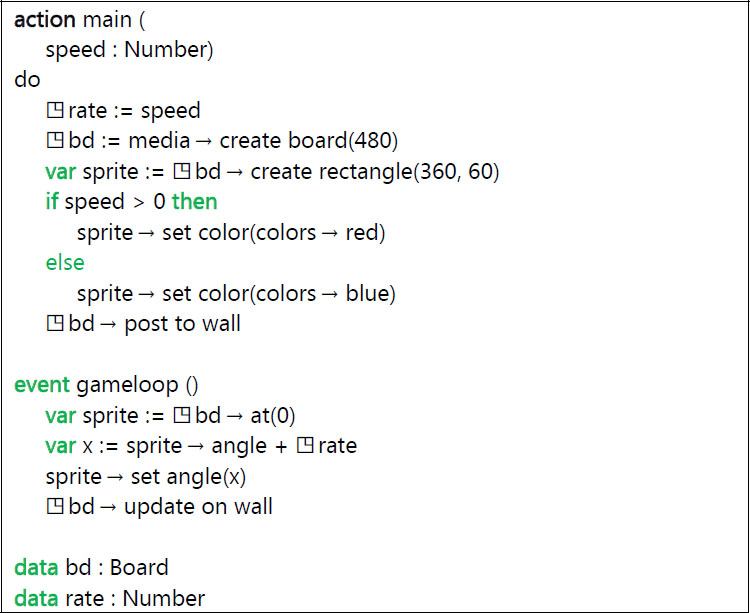 action main (
speed : Number)
do
◳rate := speed
◳bd := media → create board(480)
var sprite := ◳bd → create rectangle(360, 60)
if speed > 0 then
sprite → set color(colors → red)
else
sprite → set color(colors → blue)
◳bd → post to wall
event gameloop ()
var sprite := ◳bd → at(0)
var x := sprite → angle + ◳rate
sprite → set angle(x)
◳bd → update on wall
data bd : Board
data rate : Number